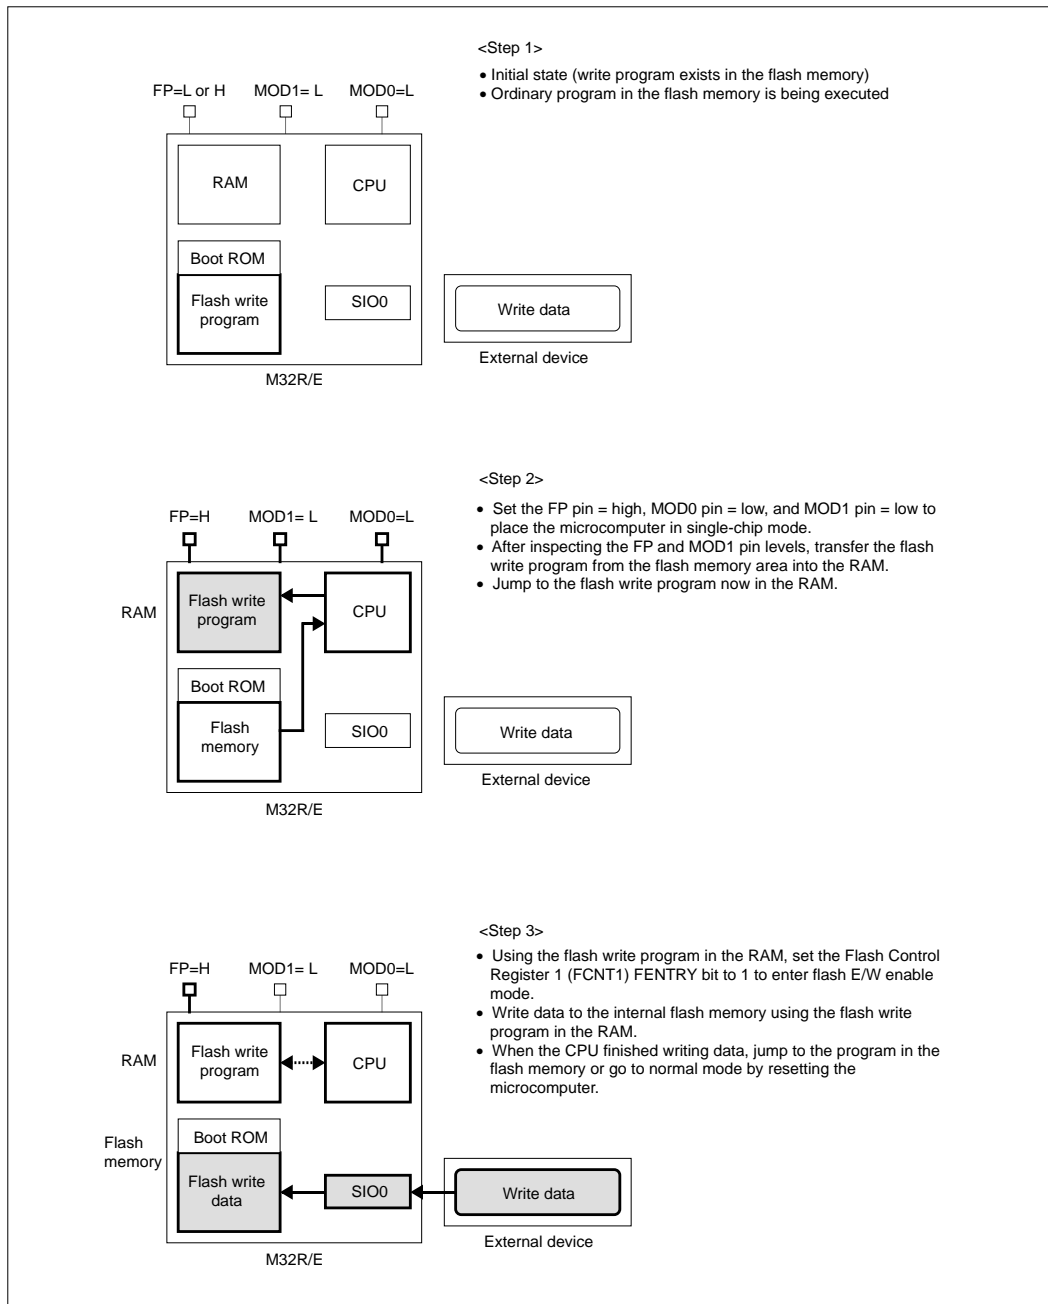 <Step 1>
• Initial state (write program exists in the flash memory)
• Ordinary program in the flash memory is being executed
FP=L or H MOD1= L MOD0=L
RAM CPU
Boot ROM
Flash write
program
SIO0
Write data
External device
M32R/E
<Step 2>
• Set the FP pin = high, MOD0 pin = low, and MOD1 pin = low to
place the microcomputer in single-chip mode.
• After inspecting the FP and MOD1 pin levels, transfer the flash
write program from the flash memory area into the RAM.
• Jump to the flash write program now in the RAM.
FP=H MOD1= L MOD0=L
RAM
Flash write
program
CPU
Boot ROM
Flash
memory
SIO0
Write data
External device
M32R/E
<Step 3>
• Using the flash write program in the RAM, set the Flash Control
Register 1 (FCNT1) FENTRY bit to 1 to enter flash E/W enable
mode.
• Write data to the internal flash memory using the flash write
program in the RAM.
• When the CPU finished writing data, jump to the program in the
flash memory or go to normal mode by resetting the
microcomputer.
FP=H MOD1= L MOD0=L
RAM
Flash write
program
CPU
Flash
memory
Boot ROM
Flash write
data
SIO0
Write data
External device
M32R/E